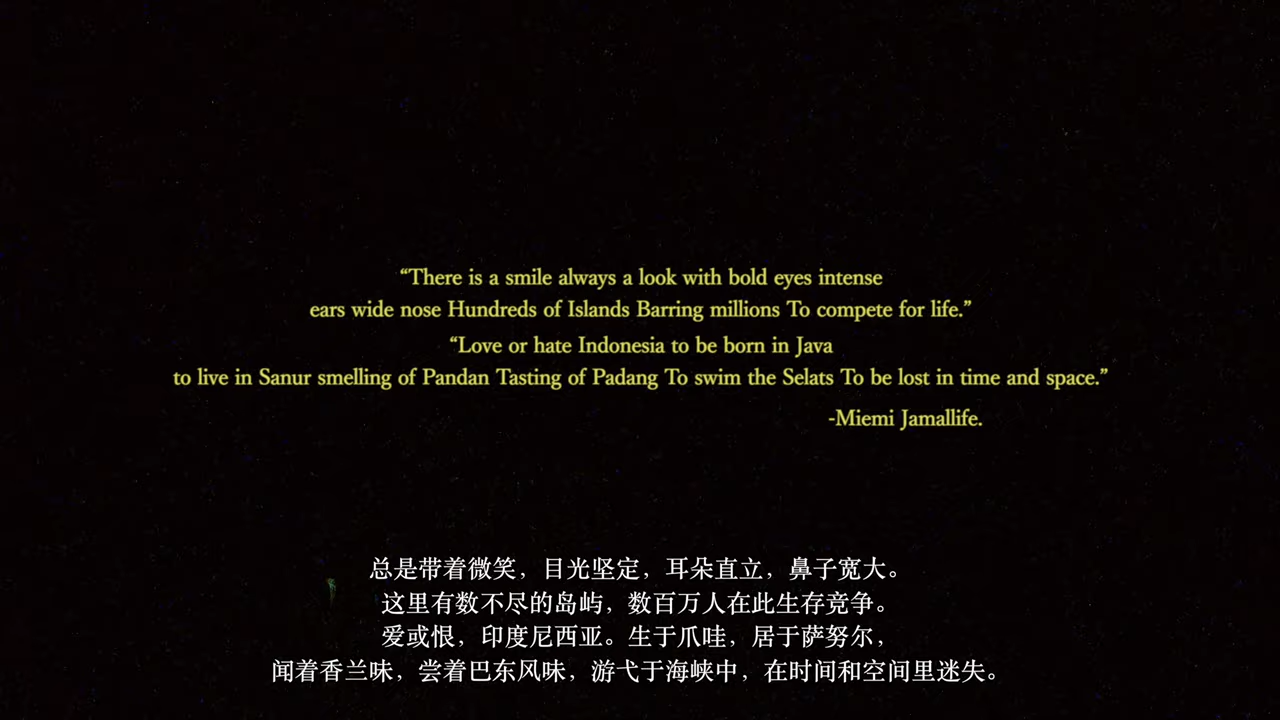 “There is a smile always a look with bold eyes intense
ears wide nose Hundreds of Islands Barring millions To compete for life.”
“Love or hate Indonesia to be born in Java
to live in Sanur smelling of Pandan Tasting of Padang To swim the Selats To be lost in time and space.”
-Miemi Jamallife.
总是带着微笑，目光坚定，耳朵直立，鼻子宽大。
这里有数不尽的岛屿，数百万人在此生存竞争。
爱或恨，印度尼西亚。生于爪哇，居于萨努尔，
闻着香兰味，尝着巴东风味，游弋于海峡中，在时间和空间里迷失。